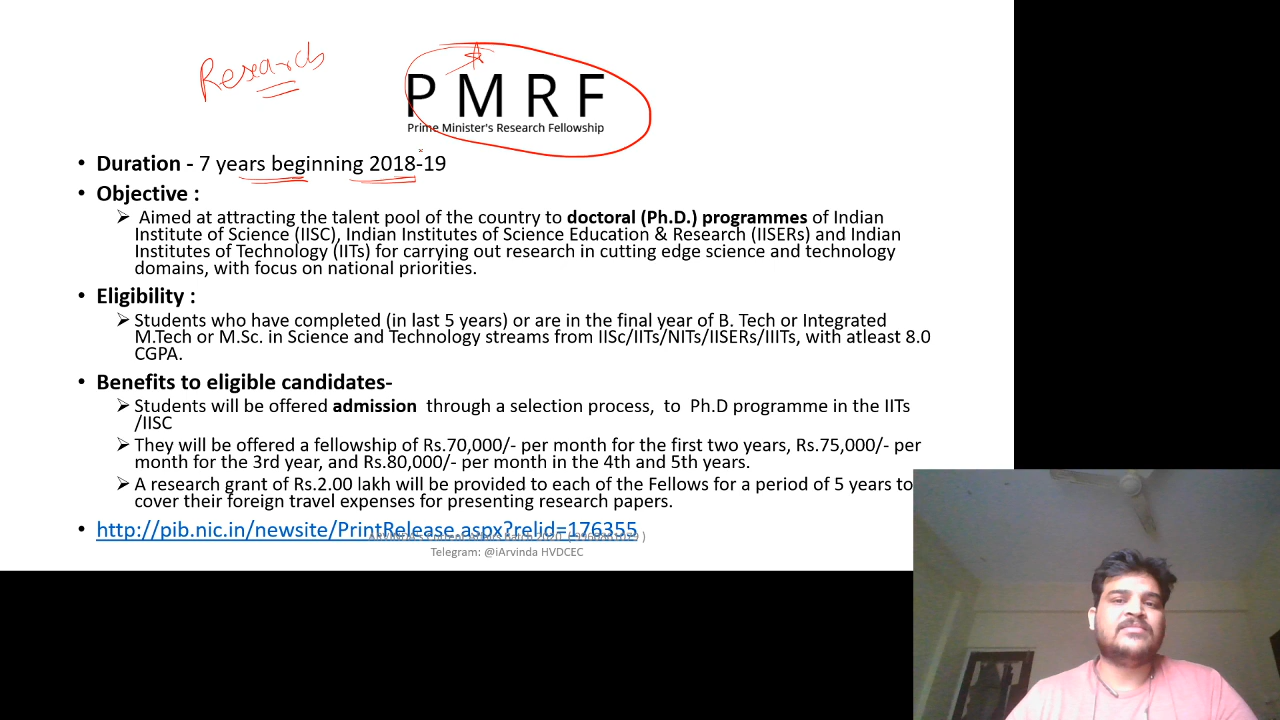 Research
P M R F
Prime Minister's Research Fellowship
• Duration - 7 years beginning 2018-19
• Objective :
➢ Aimed at attracting the talent pool of the country to doctoral (Ph.D.) programmes of Indian
Institute of Science (IISC), Indian Institutes of Science Education & Research (IISERs) and Indian
Institutes of Technology (IITs) for carrying out research in cutting edge science and technology
domains, with focus on national priorities.
• Eligibility :
➢ Students who have completed (in last 5 years) or are in the final year of B. Tech or Integrated
M.Tech or M.Sc. in Science and Technology streams from IISc/IITs/NITs/IISERs/IIITs, with atleast 8.0
CGPA.
• Benefits to eligible candidates-
➢ Students will be offered admission through a selection process, to Ph.D programme in the IITs
/IISC
➢ They will be offered a fellowship of Rs.70,000/- per month for the first two years, Rs.75,000/- per
month for the 3rd year, and Rs.80,000/- per month in the 4th and 5th years.
➢ A research grant of Rs.2.00 lakh will be provided to each of the Fellows for a period of 5 years to
cover their foreign travel expenses for presenting research papers.
• http://pib.nic.in/newsite/PrintRelease.aspx?relid=176355
Telegram: @iArvinda HVDCEC